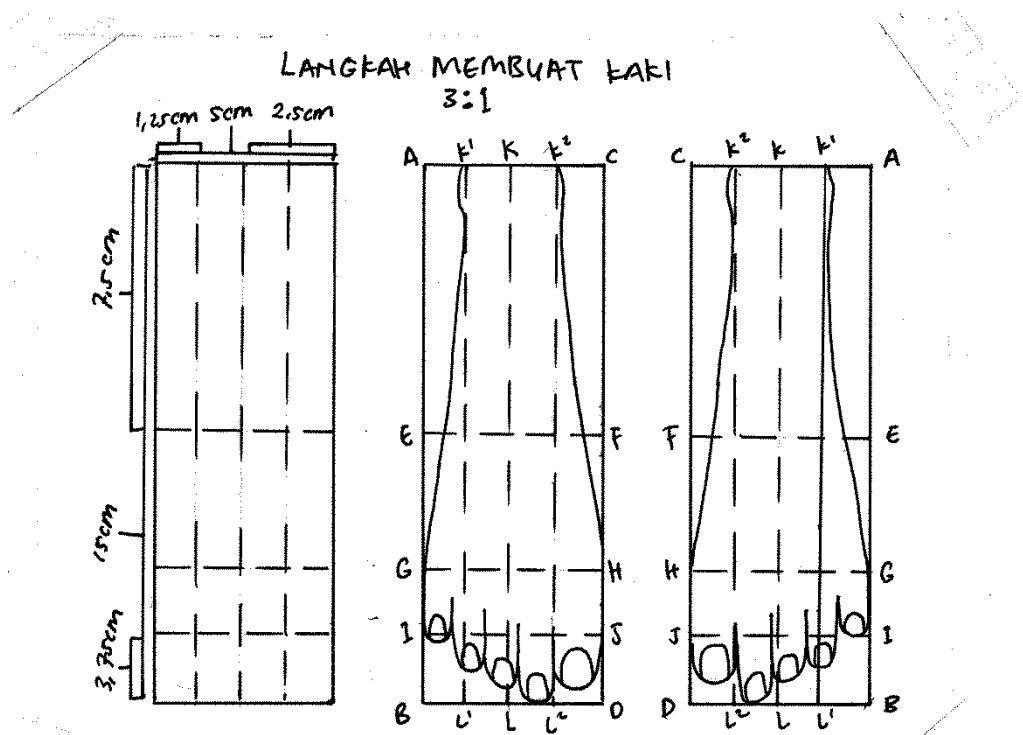 LANGKAH MEMBUAT KAKI
3:1
1,25cm 5cm 2.5cm
A K¹ K K² C
C K² K K¹ A
7,5cm
E F
F E
15cm
G H
H G
I J
J I
3,75cm
B L¹ L L² D
D L² L L¹ B